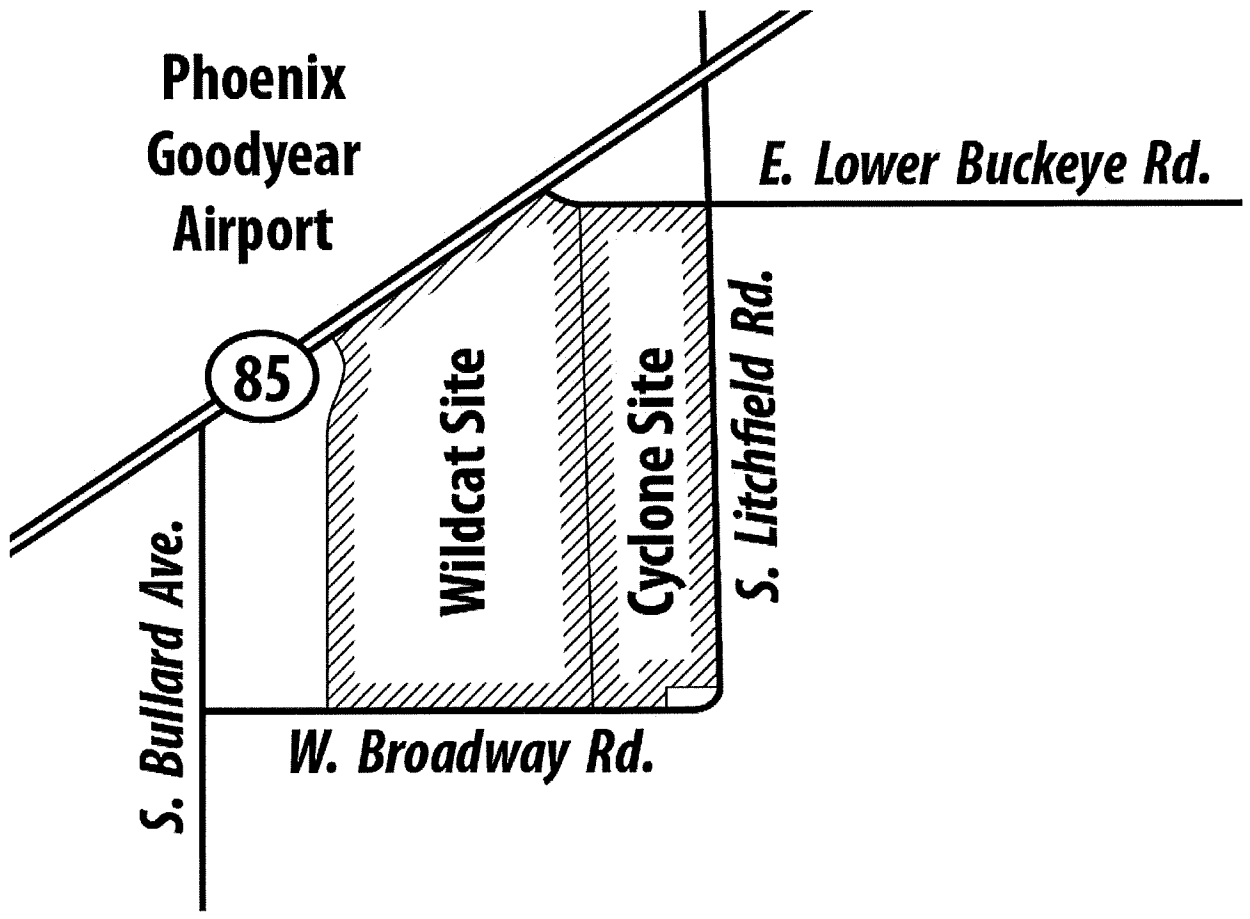 Phoenix
Goodyear
Airport
E. Lower Buckeye Rd.
85
Wildcat Site
Cyclone Site
S. Litchfield Rd.
S. Bullard Ave.
W. Broadway Rd.